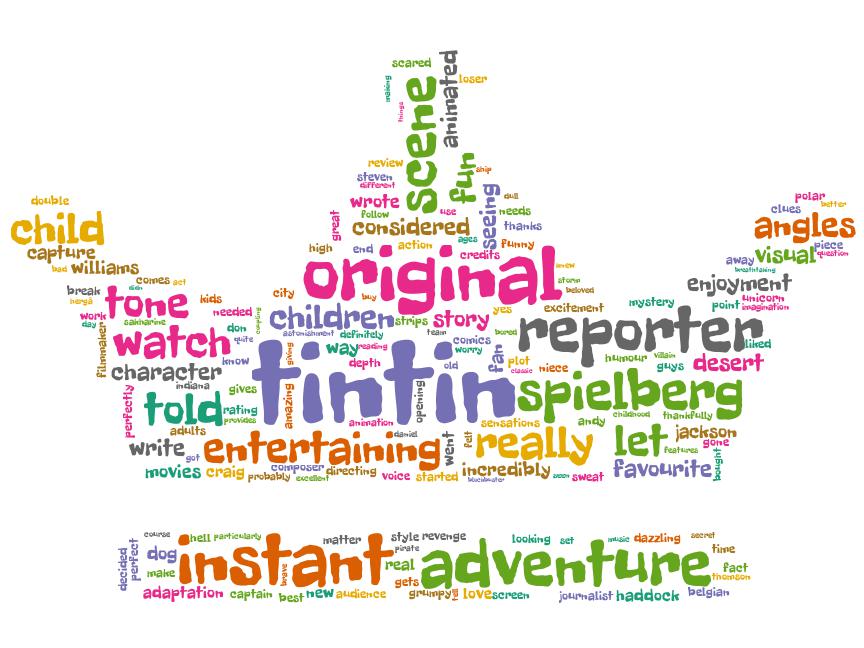 scared
animated
loser
making
things
scene
review
fun
ship
steven
different
seeing
dull
wrote
great
follow
use
needs
considered
thanks
high
end
action
ages
funny
credits
original
anew
storm
beloved
city
buy
excitement
children
strips
story
yes
double
child
capture
bad
williams
break
hergé
comes
act
tone
kids
work
day
sakharine
needed
filmmaker
watch
don
quite
definitely
team
bored
reporter
liked
polar
better
clues
angles
visual
piece
question
away
breathtaking
enjoyment
mystery
point
unicorn
imagination
character
know
way
reading
comics
worry
fan
plot
classic
niece
humour
villain
guys
desert
indiana
depth
old
giving
tintin
spielberg
perfectly
told
gives
rating
provides
amazing
opening
childhood
thankfully
adults
animation
daniel
sensations
andy
write
got
entertaining
went
felt
really
let
jackson
gone
features
bought
movies
craig
composer
probably
excellent
directing
voice
started
incredibly
blockbuster
seen
sweat
favourite
course
hell
particularly
matter
style
revenge
looking
set
music
dazzling
secret
decided
perfect
dog
instant
pirate
adventure
time
make
brave
real
gets
fact
thomson
adaptation
captain
best
new
audience
grumpy
love
screen
journalist
haddock
belgian